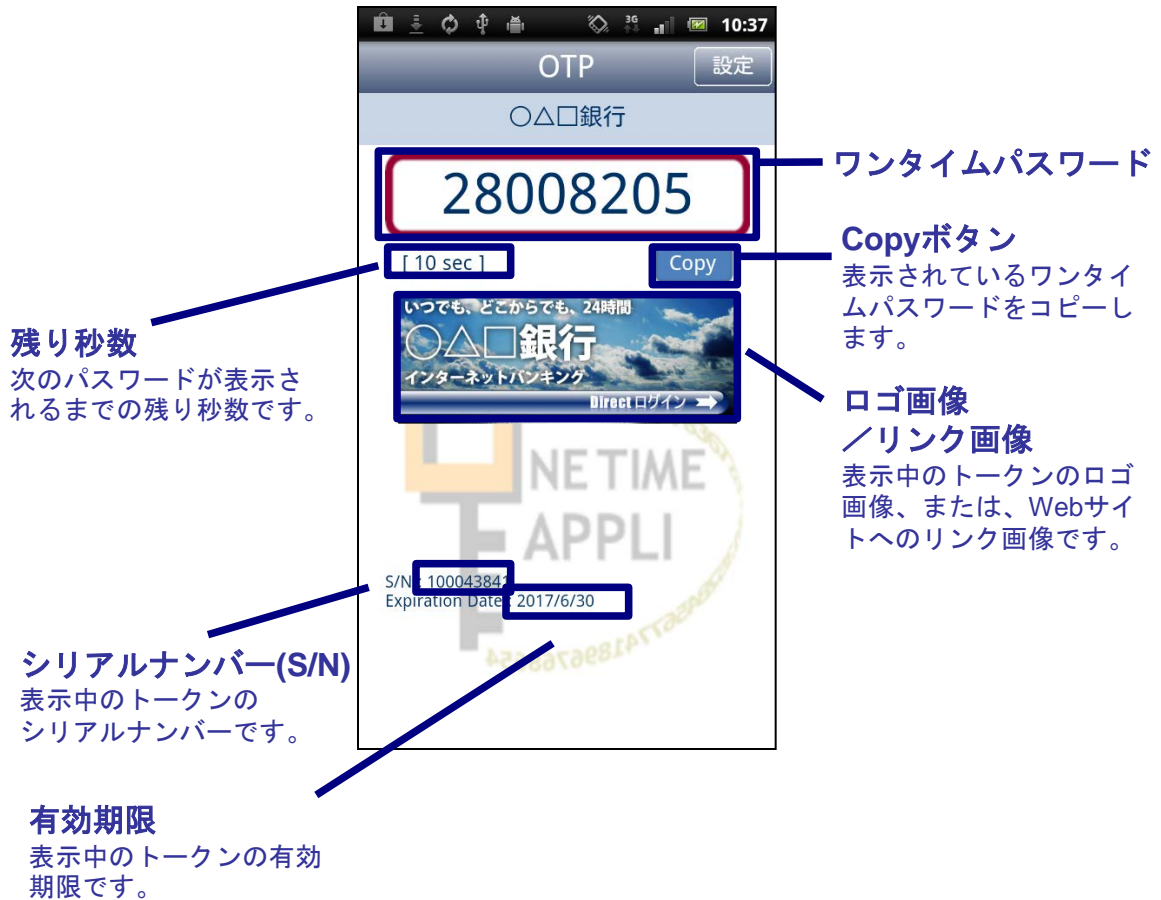 3G
10:37
OTP
設定
○△□銀行
28008205
[ 10 sec ]
Copy
いつでも、どこからでも、24時間
○△□銀行
インターネットバンキング
Directログイン
NE TIME
APPLI
S/N : 100043841
Expiration Date : 2017/6/30
ワンタイムパスワード
Copyボタン
表示されているワンタイ
ムパスワードをコピーし
ます。
ロゴ画像
／リンク画像
表示中のトークンのロゴ
画像、または、Webサイ
トへのリンク画像です。
残り秒数
次のパスワードが表示さ
れるまでの残り秒数です。
シリアルナンバー(S/N)
表示中のトークンの
シリアルナンバーです。
有効期限
表示中のトークンの有効
期限です。